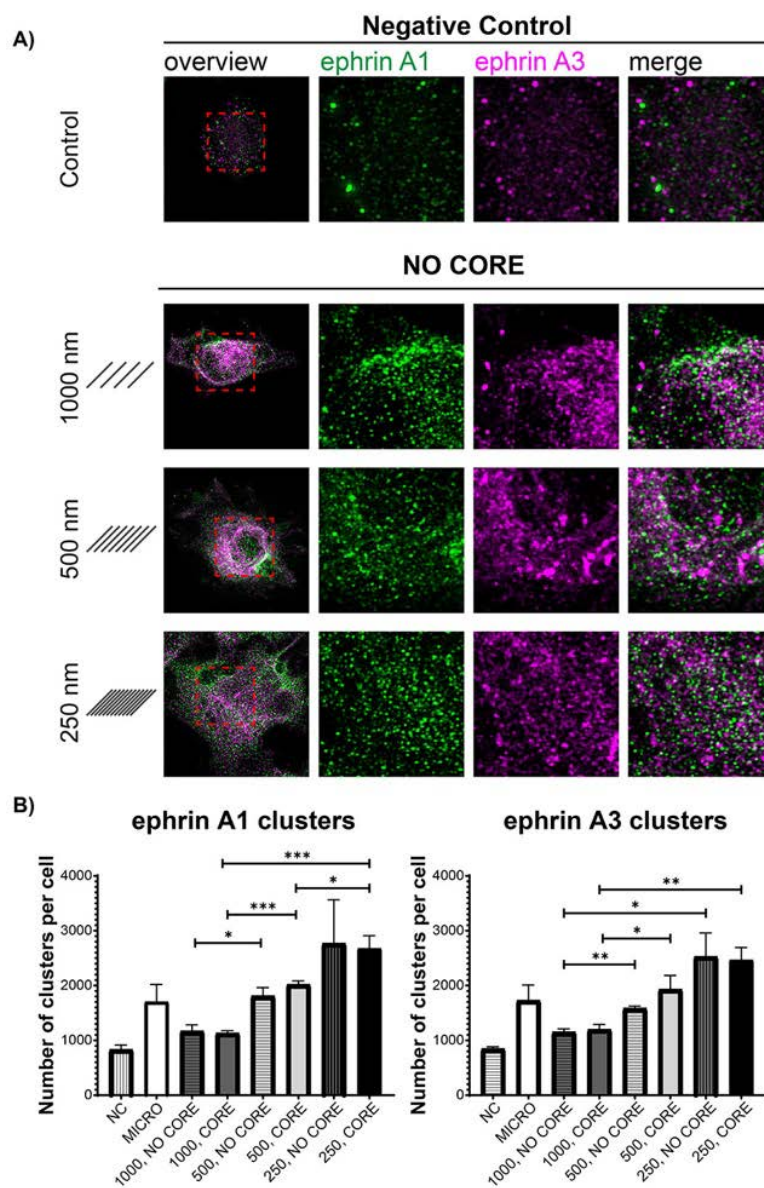 A)
Negative Control
overview ephrin A1 ephrin A3 merge
Control
NO CORE
1000 nm
500 nm
250 nm
B)
ephrin A1 clusters
Number of clusters per cell
4000
3000
2000
1000
0
***
*
***
*
NC
MICRO
1000, NO CORE
1000, CORE
500, NO CORE
500, CORE
250, NO CORE
250, CORE
ephrin A3 clusters
Number of clusters per cell
4000
3000
2000
1000
0
**
*
*
**
NC
MICRO
1000, NO CORE
1000, CORE
500, NO CORE
500, CORE
250, NO CORE
250, CORE